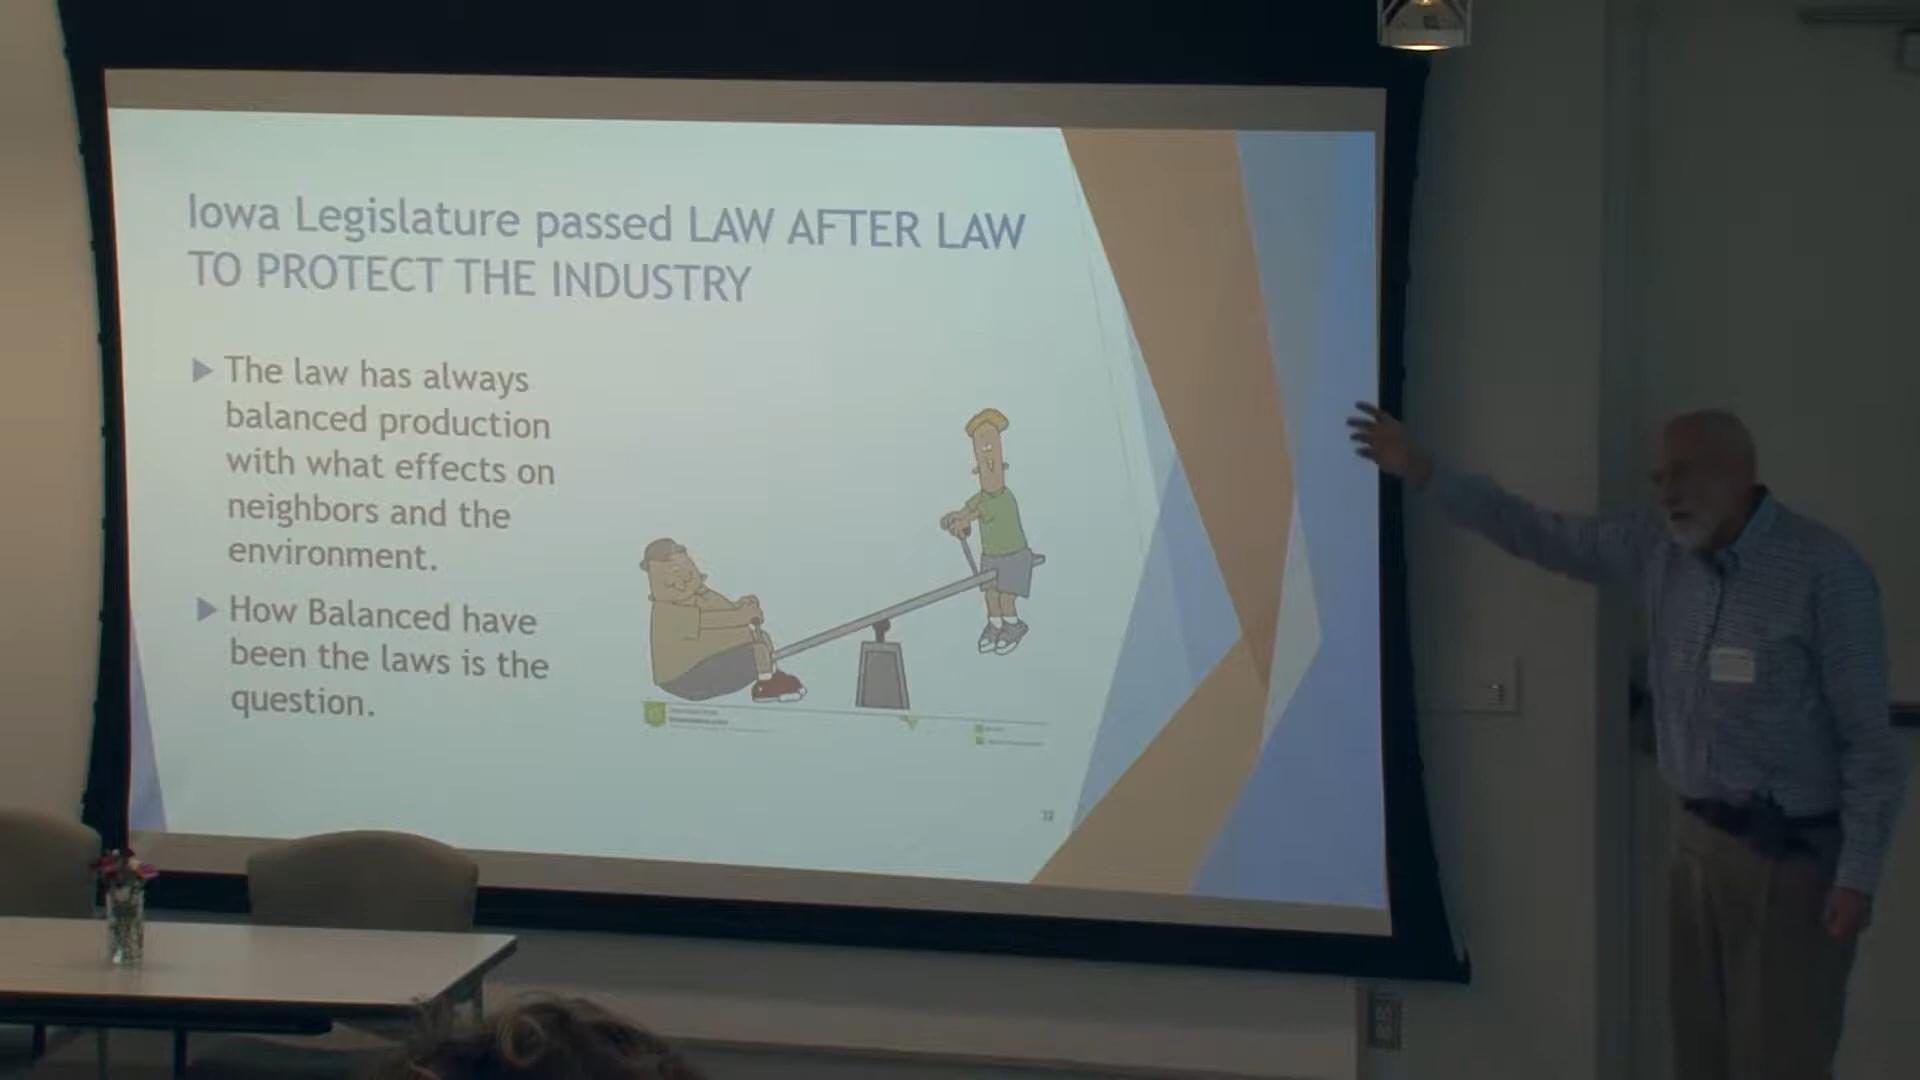 Iowa Legislature passed LAW AFTER LAW
TO PROTECT THE INDUSTRY
The law has always
balanced production
with what effects on
neighbors and the
environment.
How Balanced have
been the laws is the
question.